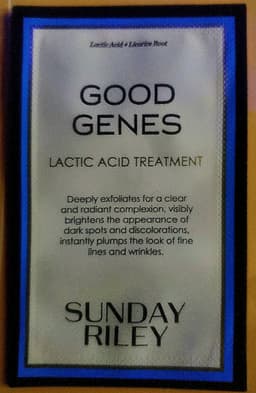 Lactic Acid + Licorice Root
GOOD
GENES
LACTIC ACID TREATMENT
Deeply exfoliates for a clear
and radiant complexion, visibly
brightens the appearance of
dark spots and discolorations,
instantly plumps the look of fine
lines and wrinkles.
SUNDAY
RILEY